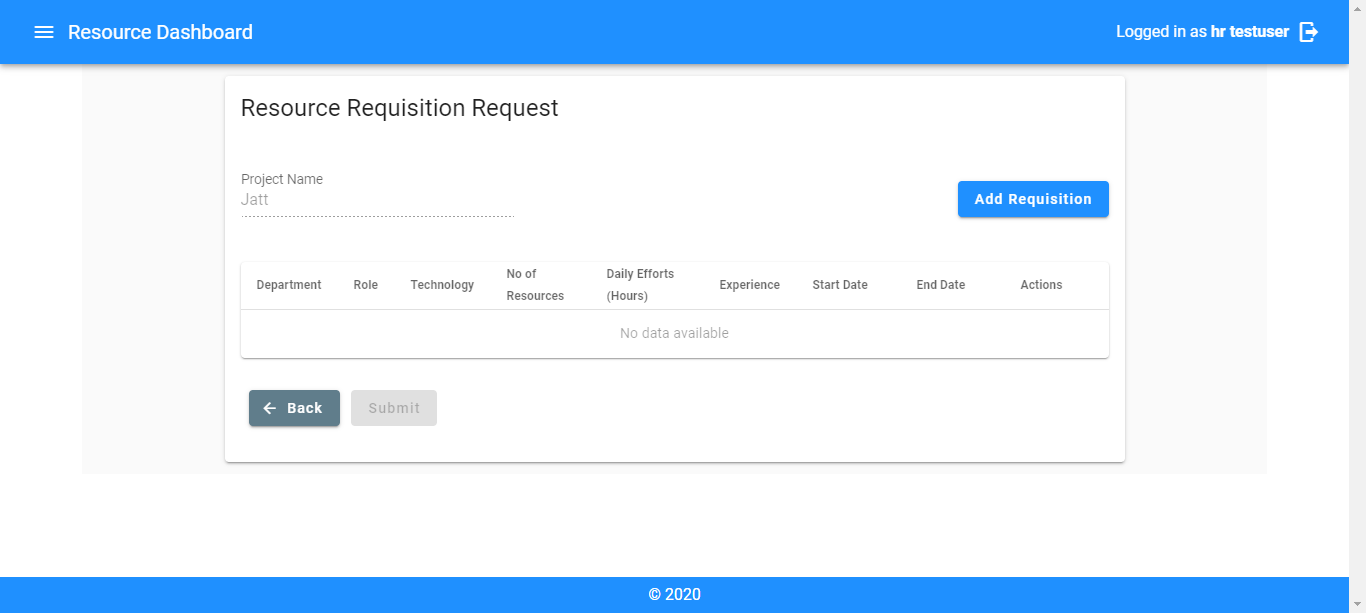 Resource Dashboard
Logged in as hr testuser
Resource Requisition Request
Project Name
Jatt
Add Requisition
Department Role Technology No of Resources Daily Efforts (Hours) Experience Start Date End Date Actions
No data available
Back Submit
© 2020